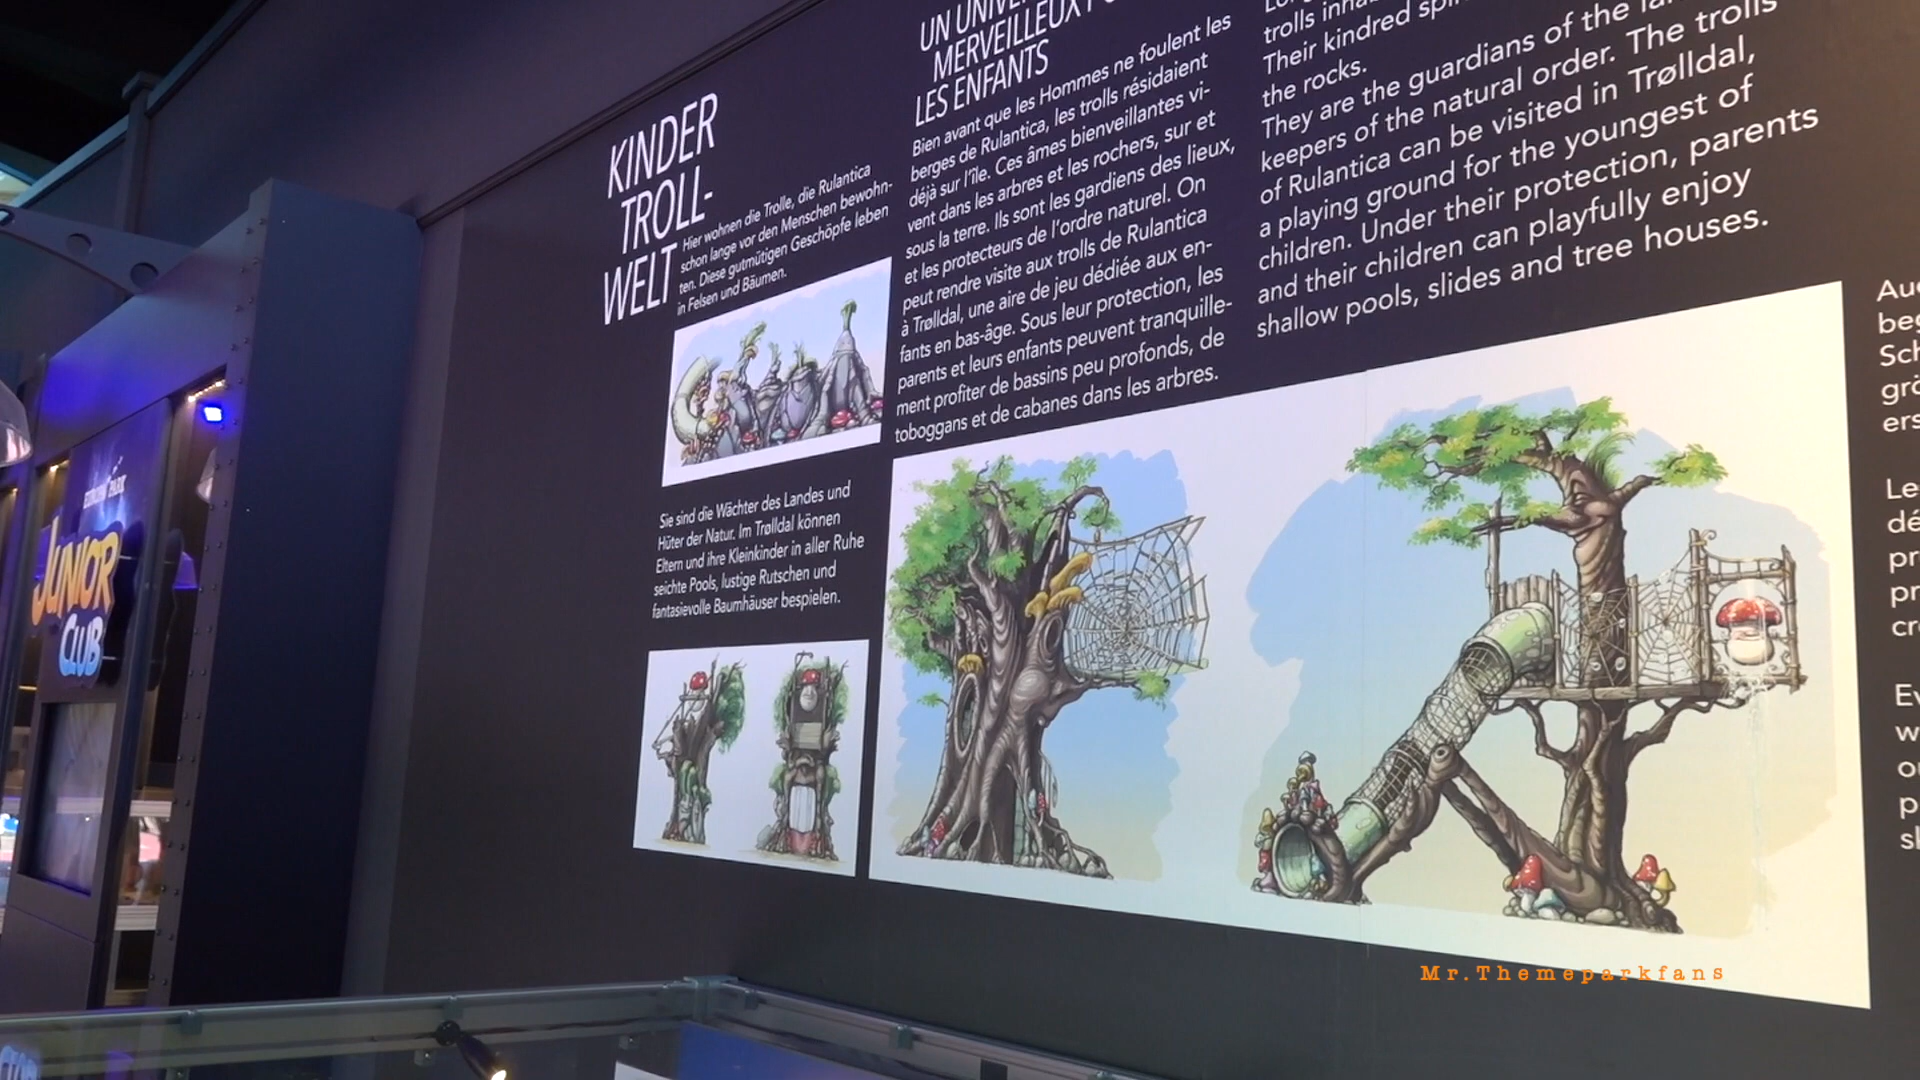 KINDER
TROLL-
WELT
Hier wohnen die Trolle, die Rulantica
schon lange vor den Menschen bewohn-
ten. Diese gutmütigen Geschöpfe leben
in Felsen und Bäumen.
Sie sind die Wächter des Landes und
Hüter der Natur. Im Trølldal können
Eltern und ihre Kleinkinder in aller Ruhe
seichte Pools, lustige Rutschen und
fantasievolle Baumhäuser bespielen.
UN
MERVEILLEUX
LES ENFANTS
Bien avant que les Hommes ne foulent les
berges de Rulantica, les trolls résidaient
déjà sur l'île. Ces âmes bienveillantes vi-
vent dans les arbres et les rochers, sur et
sous la terre. Ils sont les gardiens des lieux,
et les protecteurs de l'ordre naturel. On
peut rendre visite aux trolls de Rulantica
à Trølldal, une aire de jeu dédiée aux en-
fants en bas-âge. Sous leur protection, les
parents et leurs enfants peuvent tranquille-
ment profiter de bassins peu profonds, de
toboggans et de cabanes dans les arbres.
trolls
Their kindred
the rocks.
They are the guardians of the
keepers of the natural order. The trolls
of Rulantica can be visited in Trølldal,
a playing ground for the youngest of
children. Under their protection, parents
and their children can playfully enjoy
shallow pools, slides and tree houses.
JUNIOR
CLUB
Mr.Themeparkfans